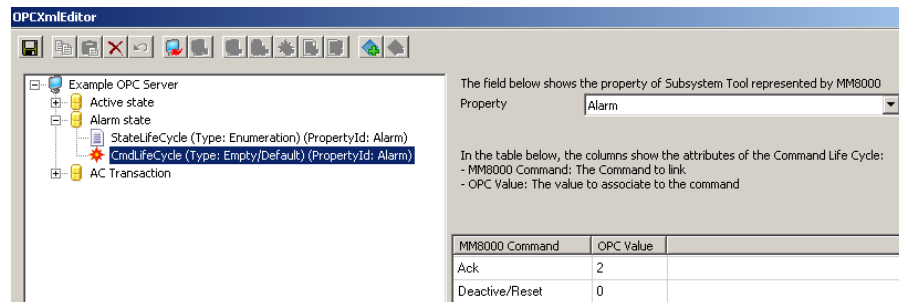 OPCXmlEditor
Example OPC Server
Active state
Alarm state
StateLifeCycle (Type: Enumeration) (PropertyId: Alarm)
CmdLifeCycle (Type: Empty/Default) (PropertyId: Alarm)
AC Transaction
The field below shows the property of Subsystem Tool represented by MM8000
Property Alarm
In the table below, the columns show the attributes of the Command Life Cycle:
- MM8000 Command: The Command to link
- OPC Value: The value to associate to the command
MM8000 Command OPC Value
Ack 2
Deactive/Reset 0